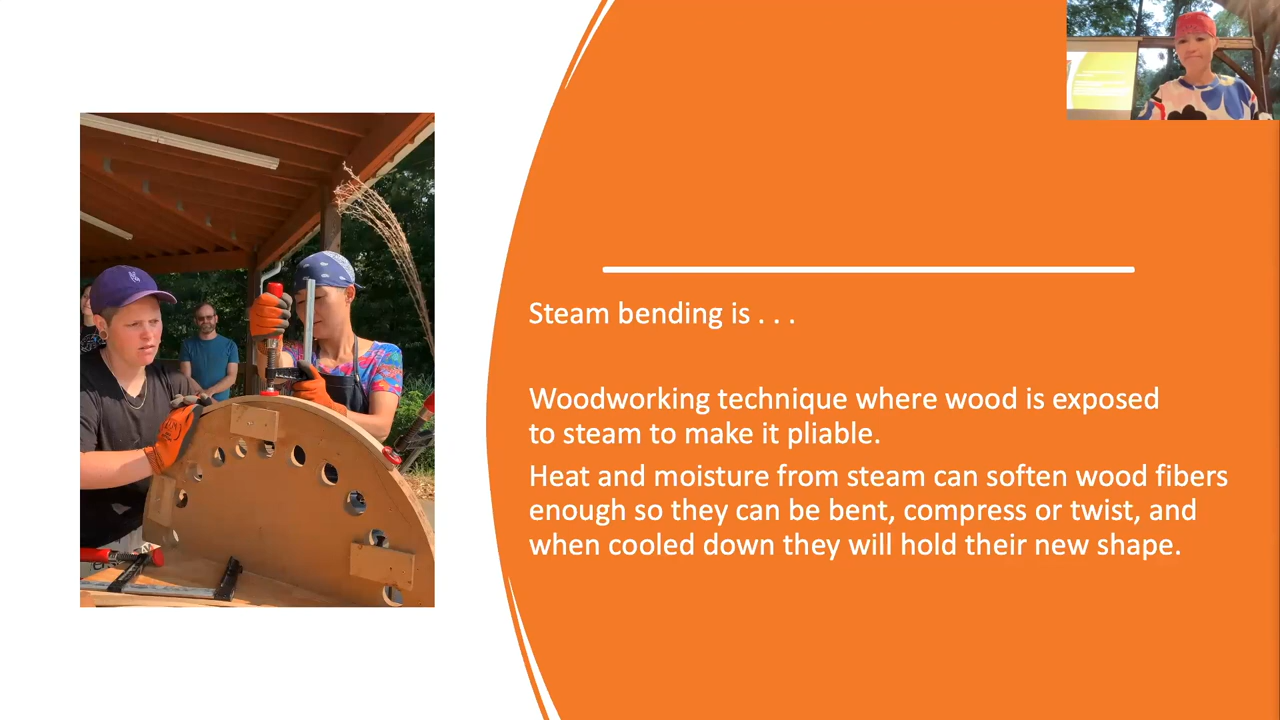 Steam bending is . . .
Woodworking technique where wood is exposed
to steam to make it pliable.
Heat and moisture from steam can soften wood fibers
enough so they can be bent, compress or twist, and
when cooled down they will hold their new shape.